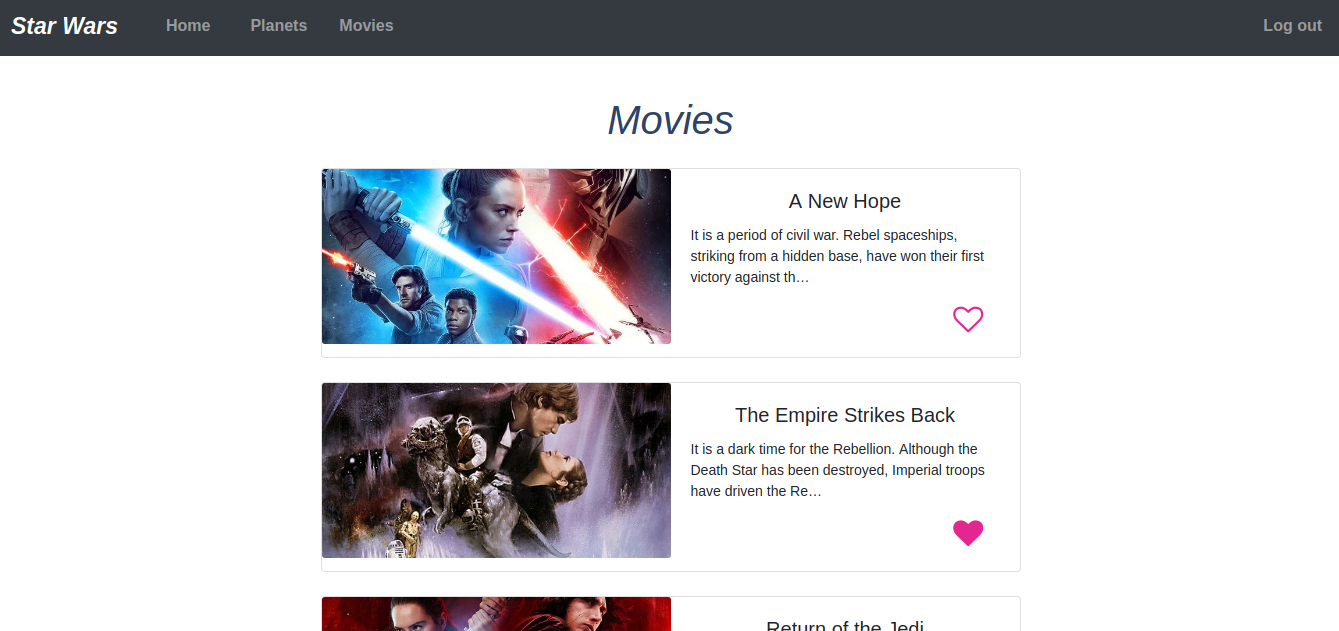 Star Wars Home Planets Movies Log out
Movies
A New Hope
It is a period of civil war. Rebel spaceships,
striking from a hidden base, have won their first
victory against th…
The Empire Strikes Back
It is a dark time for the Rebellion. Although the
Death Star has been destroyed, Imperial troops
have driven the Re…
Return of the Jedi